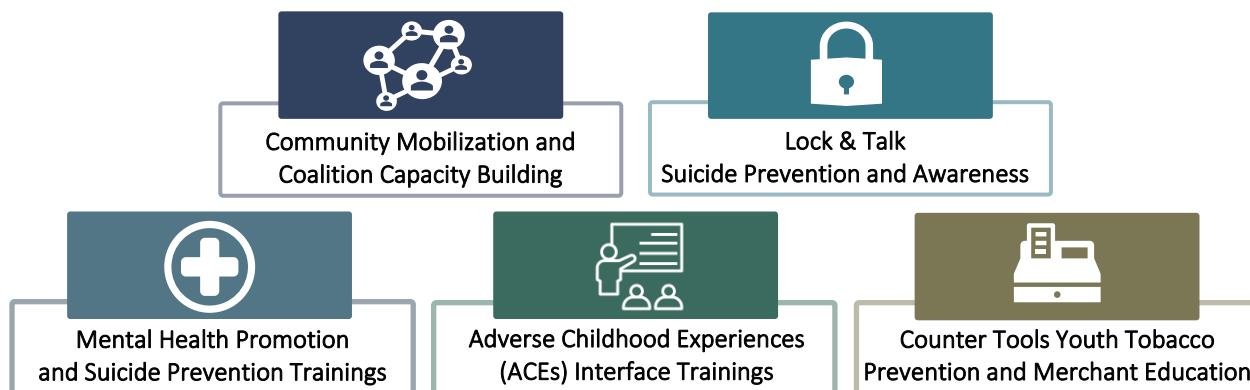 Community Mobilization and
Coalition Capacity Building
Lock & Talk
Suicide Prevention and Awareness
Mental Health Promotion
and Suicide Prevention Trainings
Adverse Childhood Experiences
(ACEs) Interface Trainings
Counter Tools Youth Tobacco
Prevention and Merchant Education